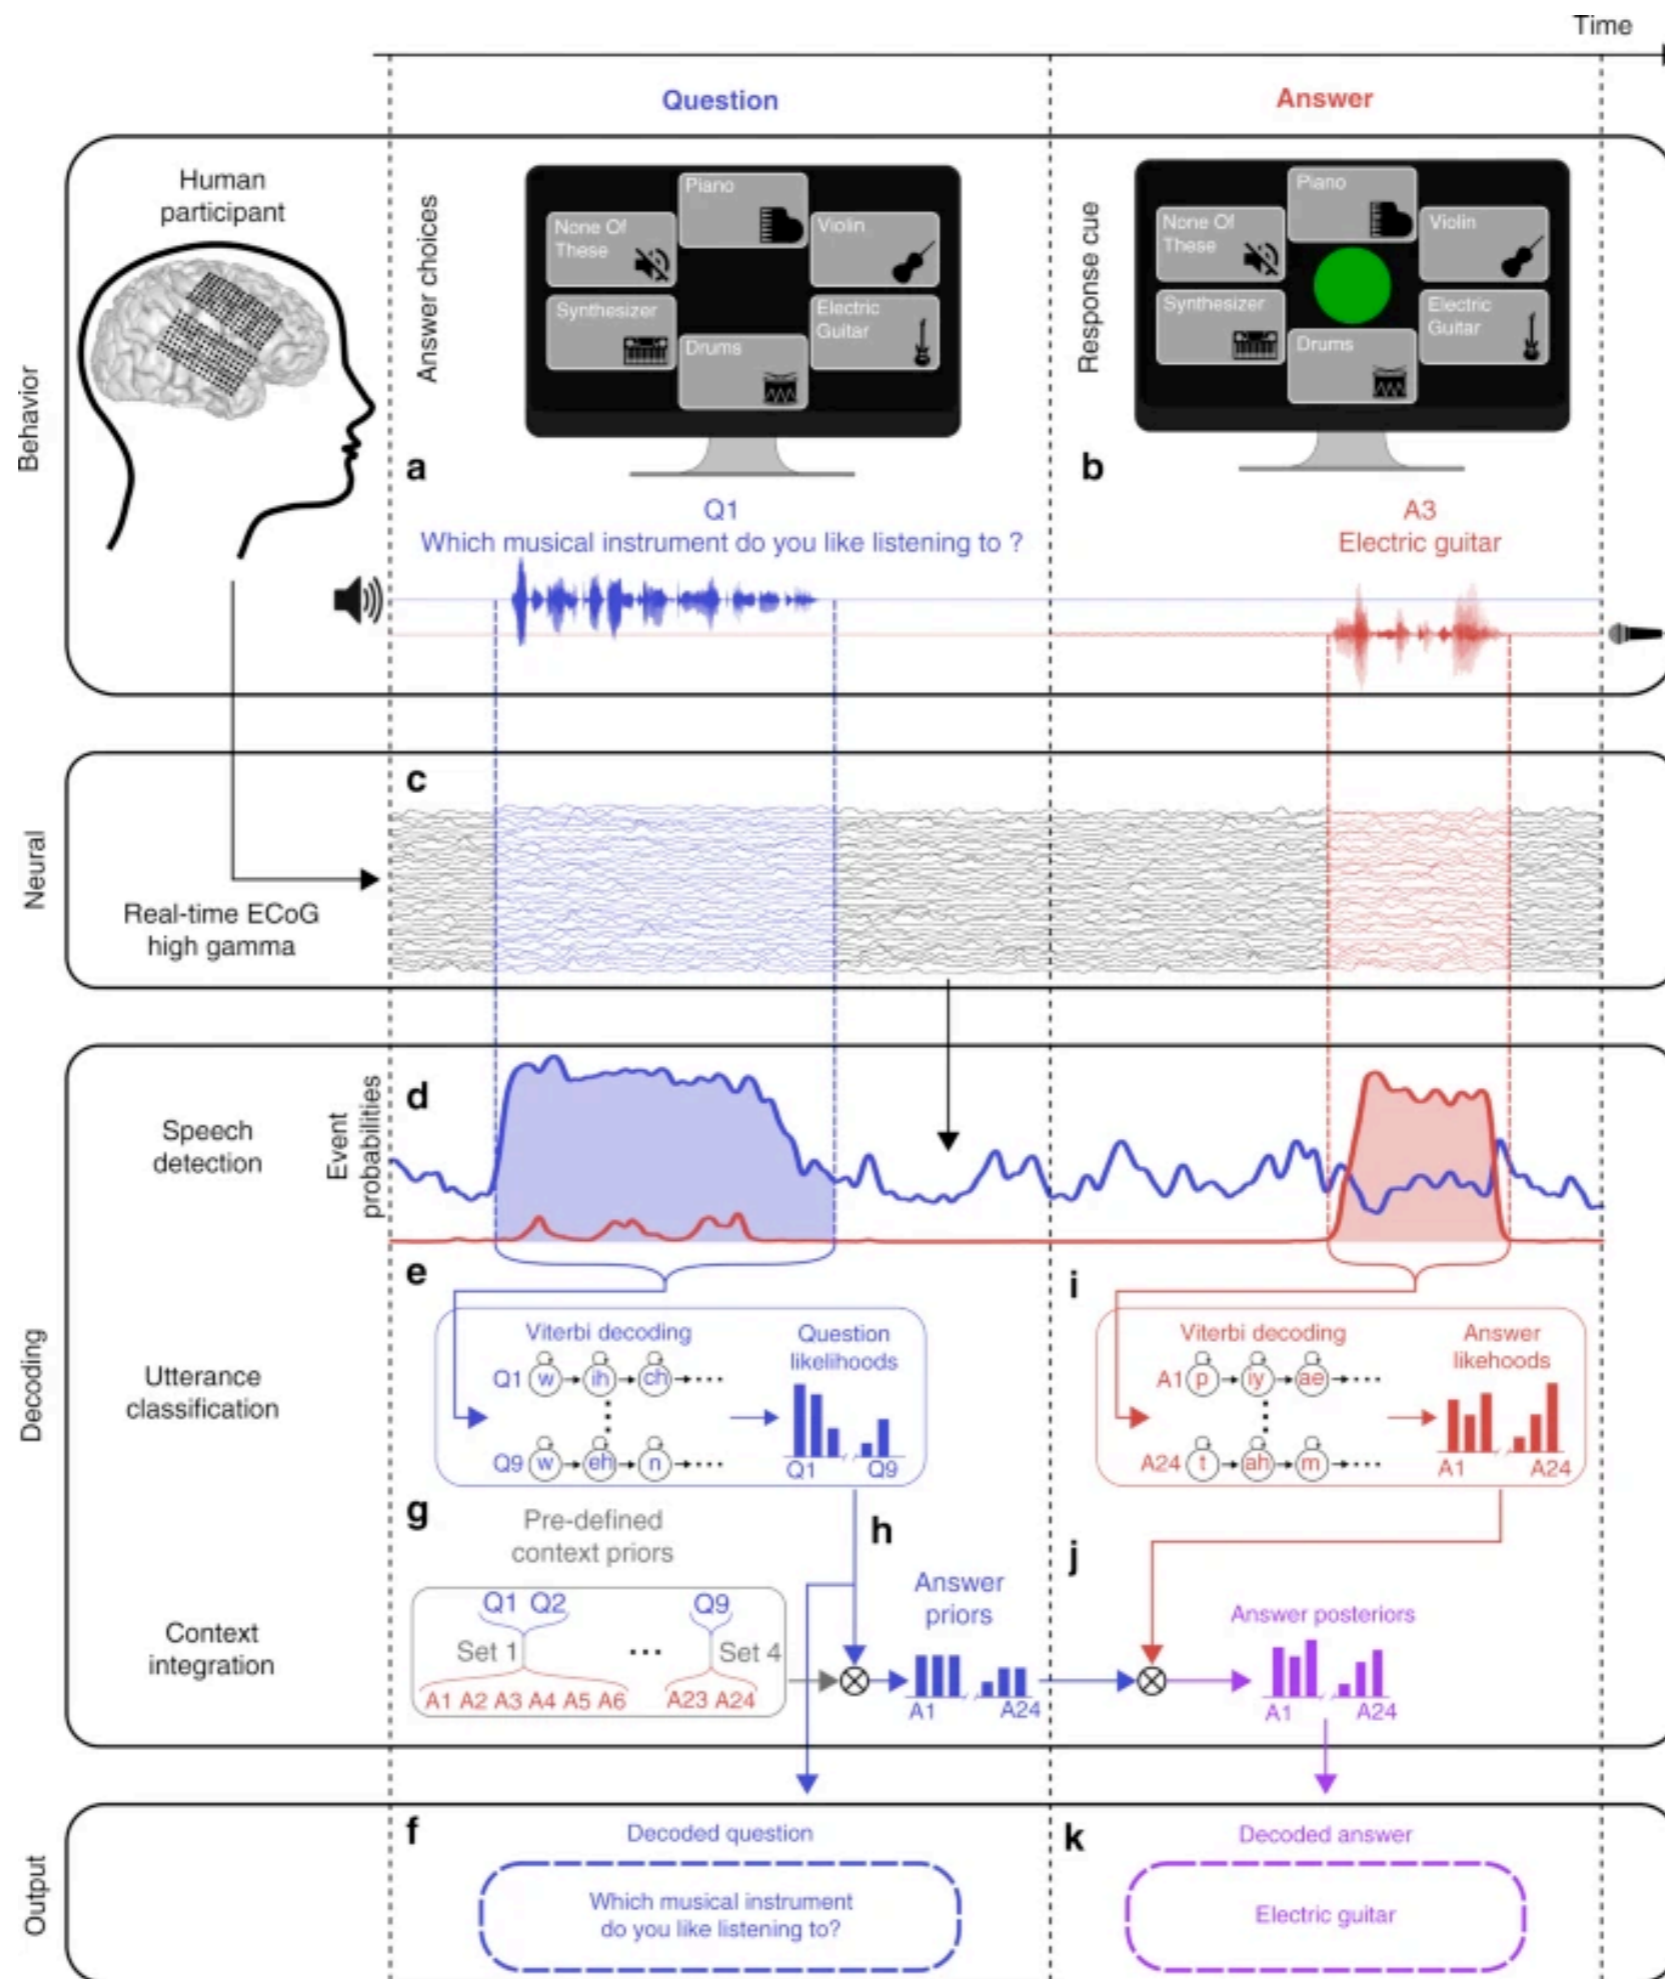 Time
Question
Answer
Behavior
Human
participant
Answer choices
Piano
None Of
These
Violin
Synthesizer
Electric
Guitar
Drums
Response cue
Piano
None Of
These
Violin
Synthesizer
Electric
Guitar
Drums
a
b
Q1
Which musical instrument do you like listening to ?
A3
Electric guitar
Neural
c
Real-time ECoG
high gamma
Decoding
Speech
detection
Event
probabilities
d
e
i
Utterance
classification
Viterbi decoding
Question
likelihoods
Q1 w ih ch
Q9 w eh n
Q1 Q9
Viterbi decoding
Answer
likehoods
A1 p iy ae
A24 t ah m
A1 A24
g
Pre-defined
context priors
h
j
Context
integration
Q1 Q2 Q9
Set 1 ... Set 4
A1 A2 A3 A4 A5 A6 A23 A24
Answer
priors
A1 A24
Answer posteriors
A1 A24
Output
f
Decoded question
Which musical instrument
do you like listening to?
k
Decoded answer
Electric guitar